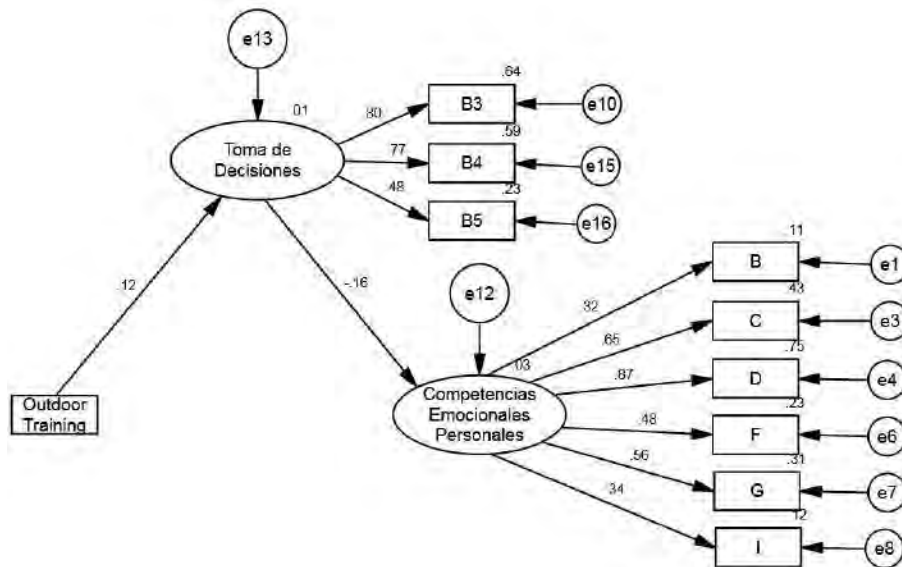 e13
.01
Toma de
Decisiones
.80
.77
.48
.64
B3
e10
.59
B4
e15
.23
B5
e16
.12
-.16
Outdoor
Training
e12
.03
Competencias
Emocionales
Personales
.32
.65
.87
.48
.56
.34
.11
B
e1
.43
C
e3
.75
D
e4
.23
F
e6
.31
G
e7
.12
I
e8